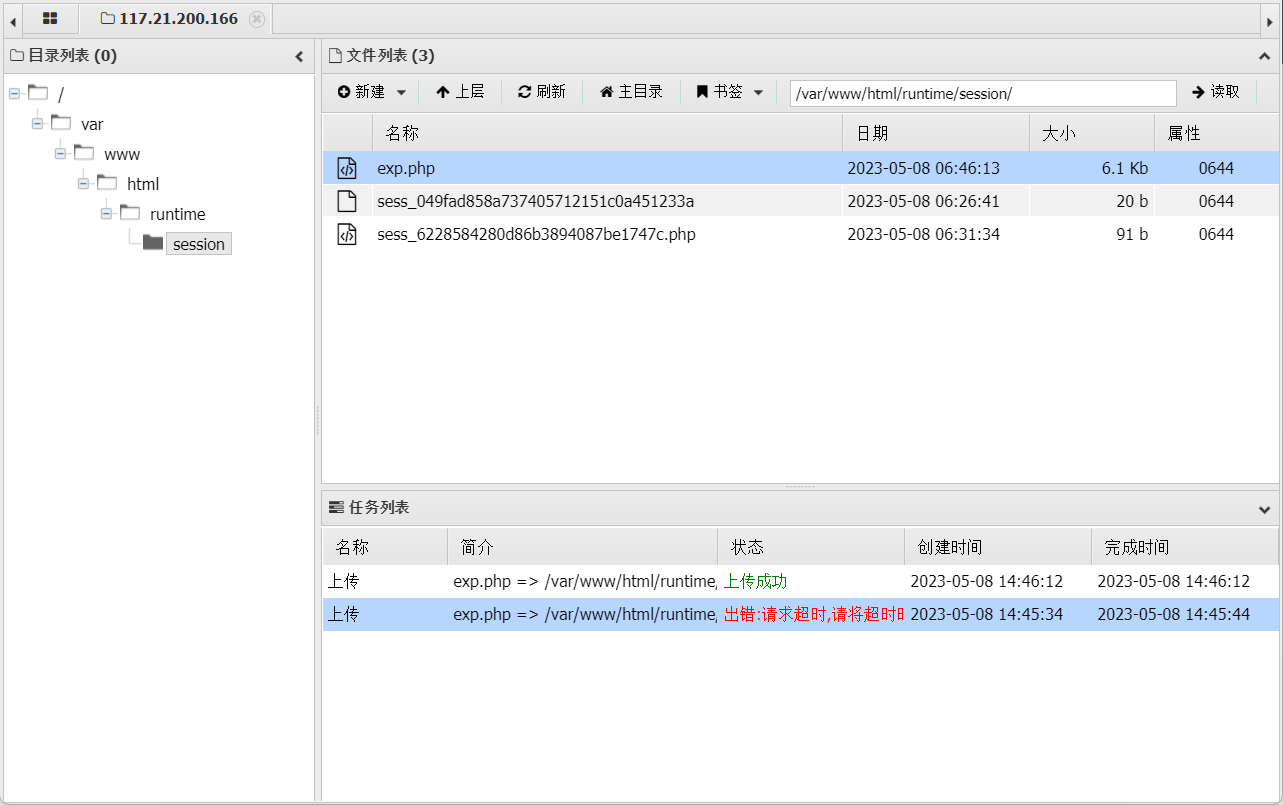 117.21.200.166
目录列表 (0)
/
var
www
html
runtime
session
文件列表 (3)
新建 上层 刷新 主目录 书签 /var/www/html/runtime/session/ 读取
名称 日期 大小 属性
exp.php 2023-05-08 06:46:13 6.1 Kb 0644
sess_049fad858a737405712151c0a451233a 2023-05-08 06:26:41 20 b 0644
sess_6228584280d86b3894087be1747c.php 2023-05-08 06:31:34 91 b 0644
任务列表
名称 简介 状态 创建时间 完成时间
上传 exp.php => /var/www/html/runtime, 上传成功 2023-05-08 14:46:12 2023-05-08 14:46:12
上传 exp.php => /var/www/html/runtime, 出错:请求超时,请将超时 2023-05-08 14:45:34 2023-05-08 14:45:44